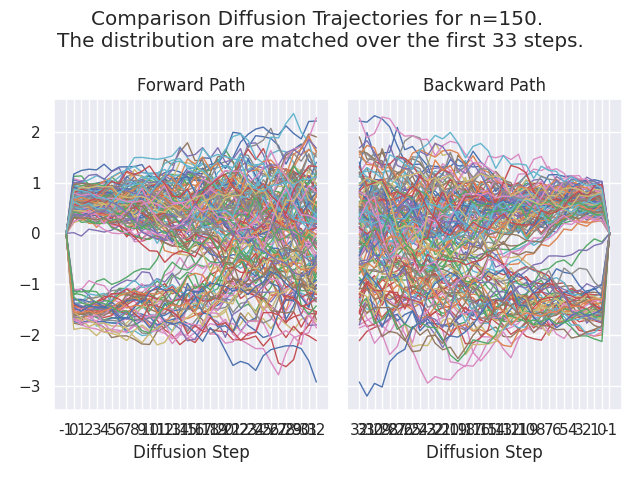 Comparison Diffusion Trajectories for n=150.
The distribution are matched over the first 33 steps.
Forward Path
Backward Path
2
1
0
−1
−2
−3
Diffusion Step
Diffusion Step